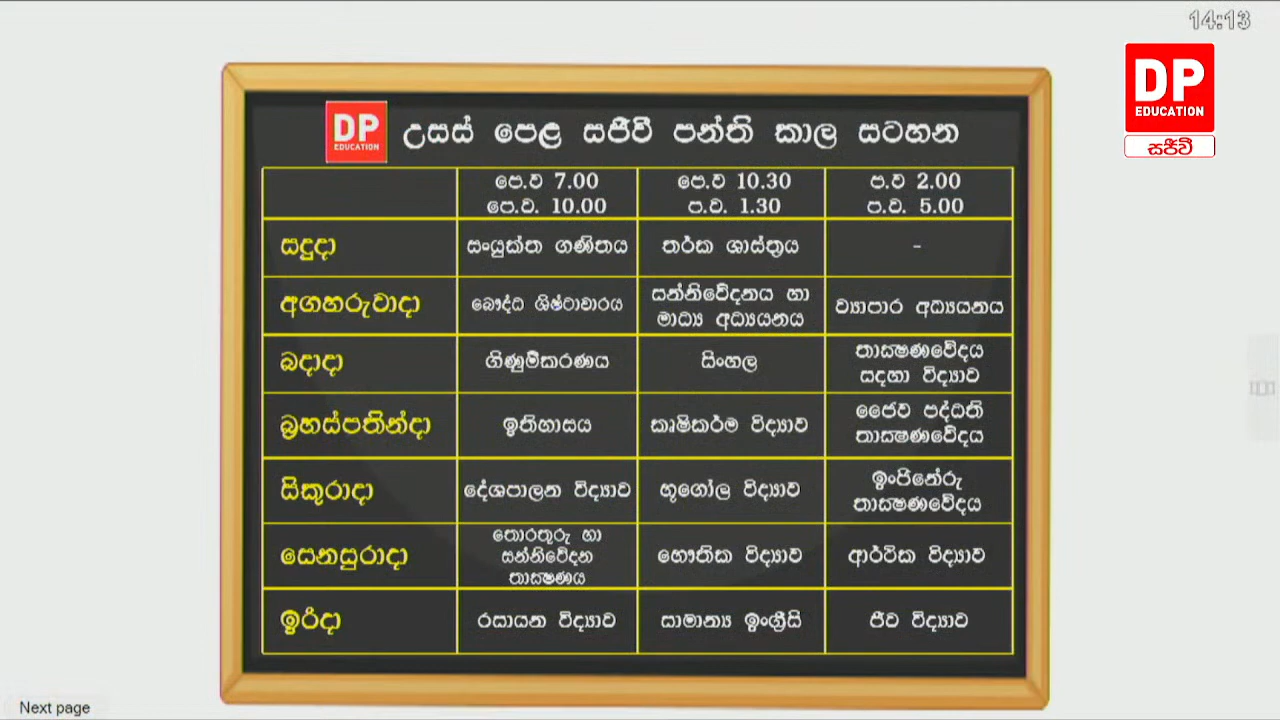 14:13
DP
EDUCATION
සජීවී
DP
EDUCATION
උසස් පෙළ සජීවී පන්ති කාල සටහන
පෙ.ව 7.00
පෙ.ව. 10.00
පෙ.ව 10.30
ප.ව. 1.30
ප.ව 2.00
ප.ව. 5.00
සදුදා
සංයුක්ත ගණිතය
තර්ක ශාස්ත්‍රය
-
අගහරුවාදා
බෞද්ධ ශිෂ්ටාචාරය
සන්නිවේදනය හා
මාධ්‍ය අධ්‍යයනය
ව්‍යාපාර අධ්‍යයනය
බදාදා
ගිණුම්කරණය
සිංහල
තාක්ෂණවේදය
සදහා විද්‍යාව
බ්‍රහස්පතින්දා
ඉතිහාසය
කෘෂිකර්ම විද්‍යාව
ජෛව පද්ධති
තාක්ෂණවේදය
සිකුරාදා
දේශපාලන විද්‍යාව
භූගෝල විද්‍යාව
ඉංජිනේරු
තාක්ෂණවේදය
සෙනසුරාදා
තොරතුරු හා
සන්නිවේදන
තාක්ෂණය
භෞතික විද්‍යාව
ආර්ථික විද්‍යාව
ඉරිදා
රසායන විද්‍යාව
සාමාන්‍ය ඉංග්‍රීසි
ජීව විද්‍යාව
Next page